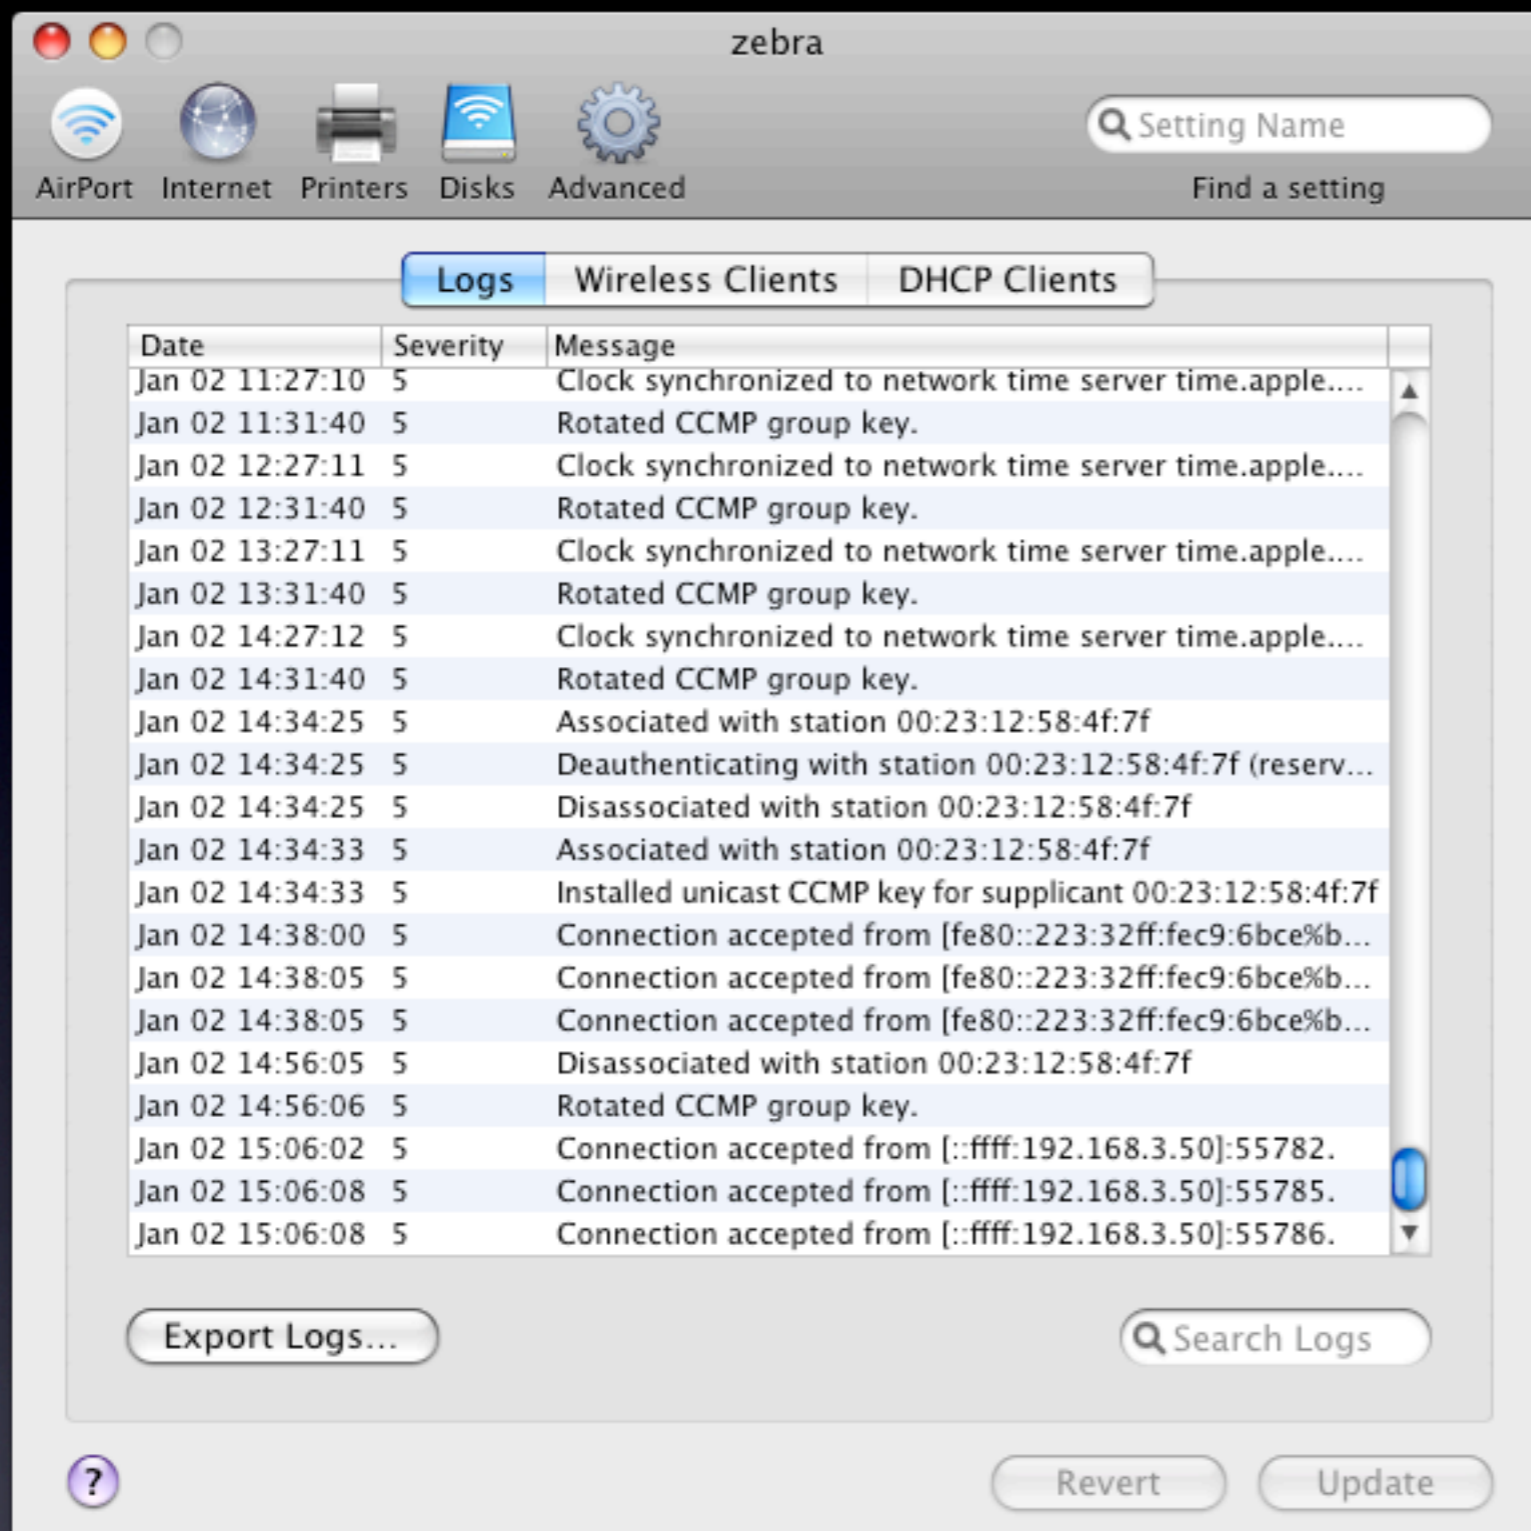 zebra
AirPort Internet Printers Disks Advanced
Setting Name
Find a setting
Logs Wireless Clients DHCP Clients
Date Severity Message
Jan 02 11:27:10 5 Clock synchronized to network time server time.apple....
Jan 02 11:31:40 5 Rotated CCMP group key.
Jan 02 12:27:11 5 Clock synchronized to network time server time.apple....
Jan 02 12:31:40 5 Rotated CCMP group key.
Jan 02 13:27:11 5 Clock synchronized to network time server time.apple....
Jan 02 13:31:40 5 Rotated CCMP group key.
Jan 02 14:27:12 5 Clock synchronized to network time server time.apple....
Jan 02 14:31:40 5 Rotated CCMP group key.
Jan 02 14:34:25 5 Associated with station 00:23:12:58:4f:7f
Jan 02 14:34:25 5 Deauthenticating with station 00:23:12:58:4f:7f (reserv...
Jan 02 14:34:25 5 Disassociated with station 00:23:12:58:4f:7f
Jan 02 14:34:33 5 Associated with station 00:23:12:58:4f:7f
Jan 02 14:34:33 5 Installed unicast CCMP key for supplicant 00:23:12:58:4f:7f
Jan 02 14:38:00 5 Connection accepted from [fe80::223:32ff:fec9:6bce%b...
Jan 02 14:38:05 5 Connection accepted from [fe80::223:32ff:fec9:6bce%b...
Jan 02 14:38:05 5 Connection accepted from [fe80::223:32ff:fec9:6bce%b...
Jan 02 14:56:05 5 Disassociated with station 00:23:12:58:4f:7f
Jan 02 14:56:06 5 Rotated CCMP group key.
Jan 02 15:06:02 5 Connection accepted from [::ffff:192.168.3.50]:55782.
Jan 02 15:06:08 5 Connection accepted from [::ffff:192.168.3.50]:55785.
Jan 02 15:06:08 5 Connection accepted from [::ffff:192.168.3.50]:55786.
Export Logs... Search Logs
? Revert Update